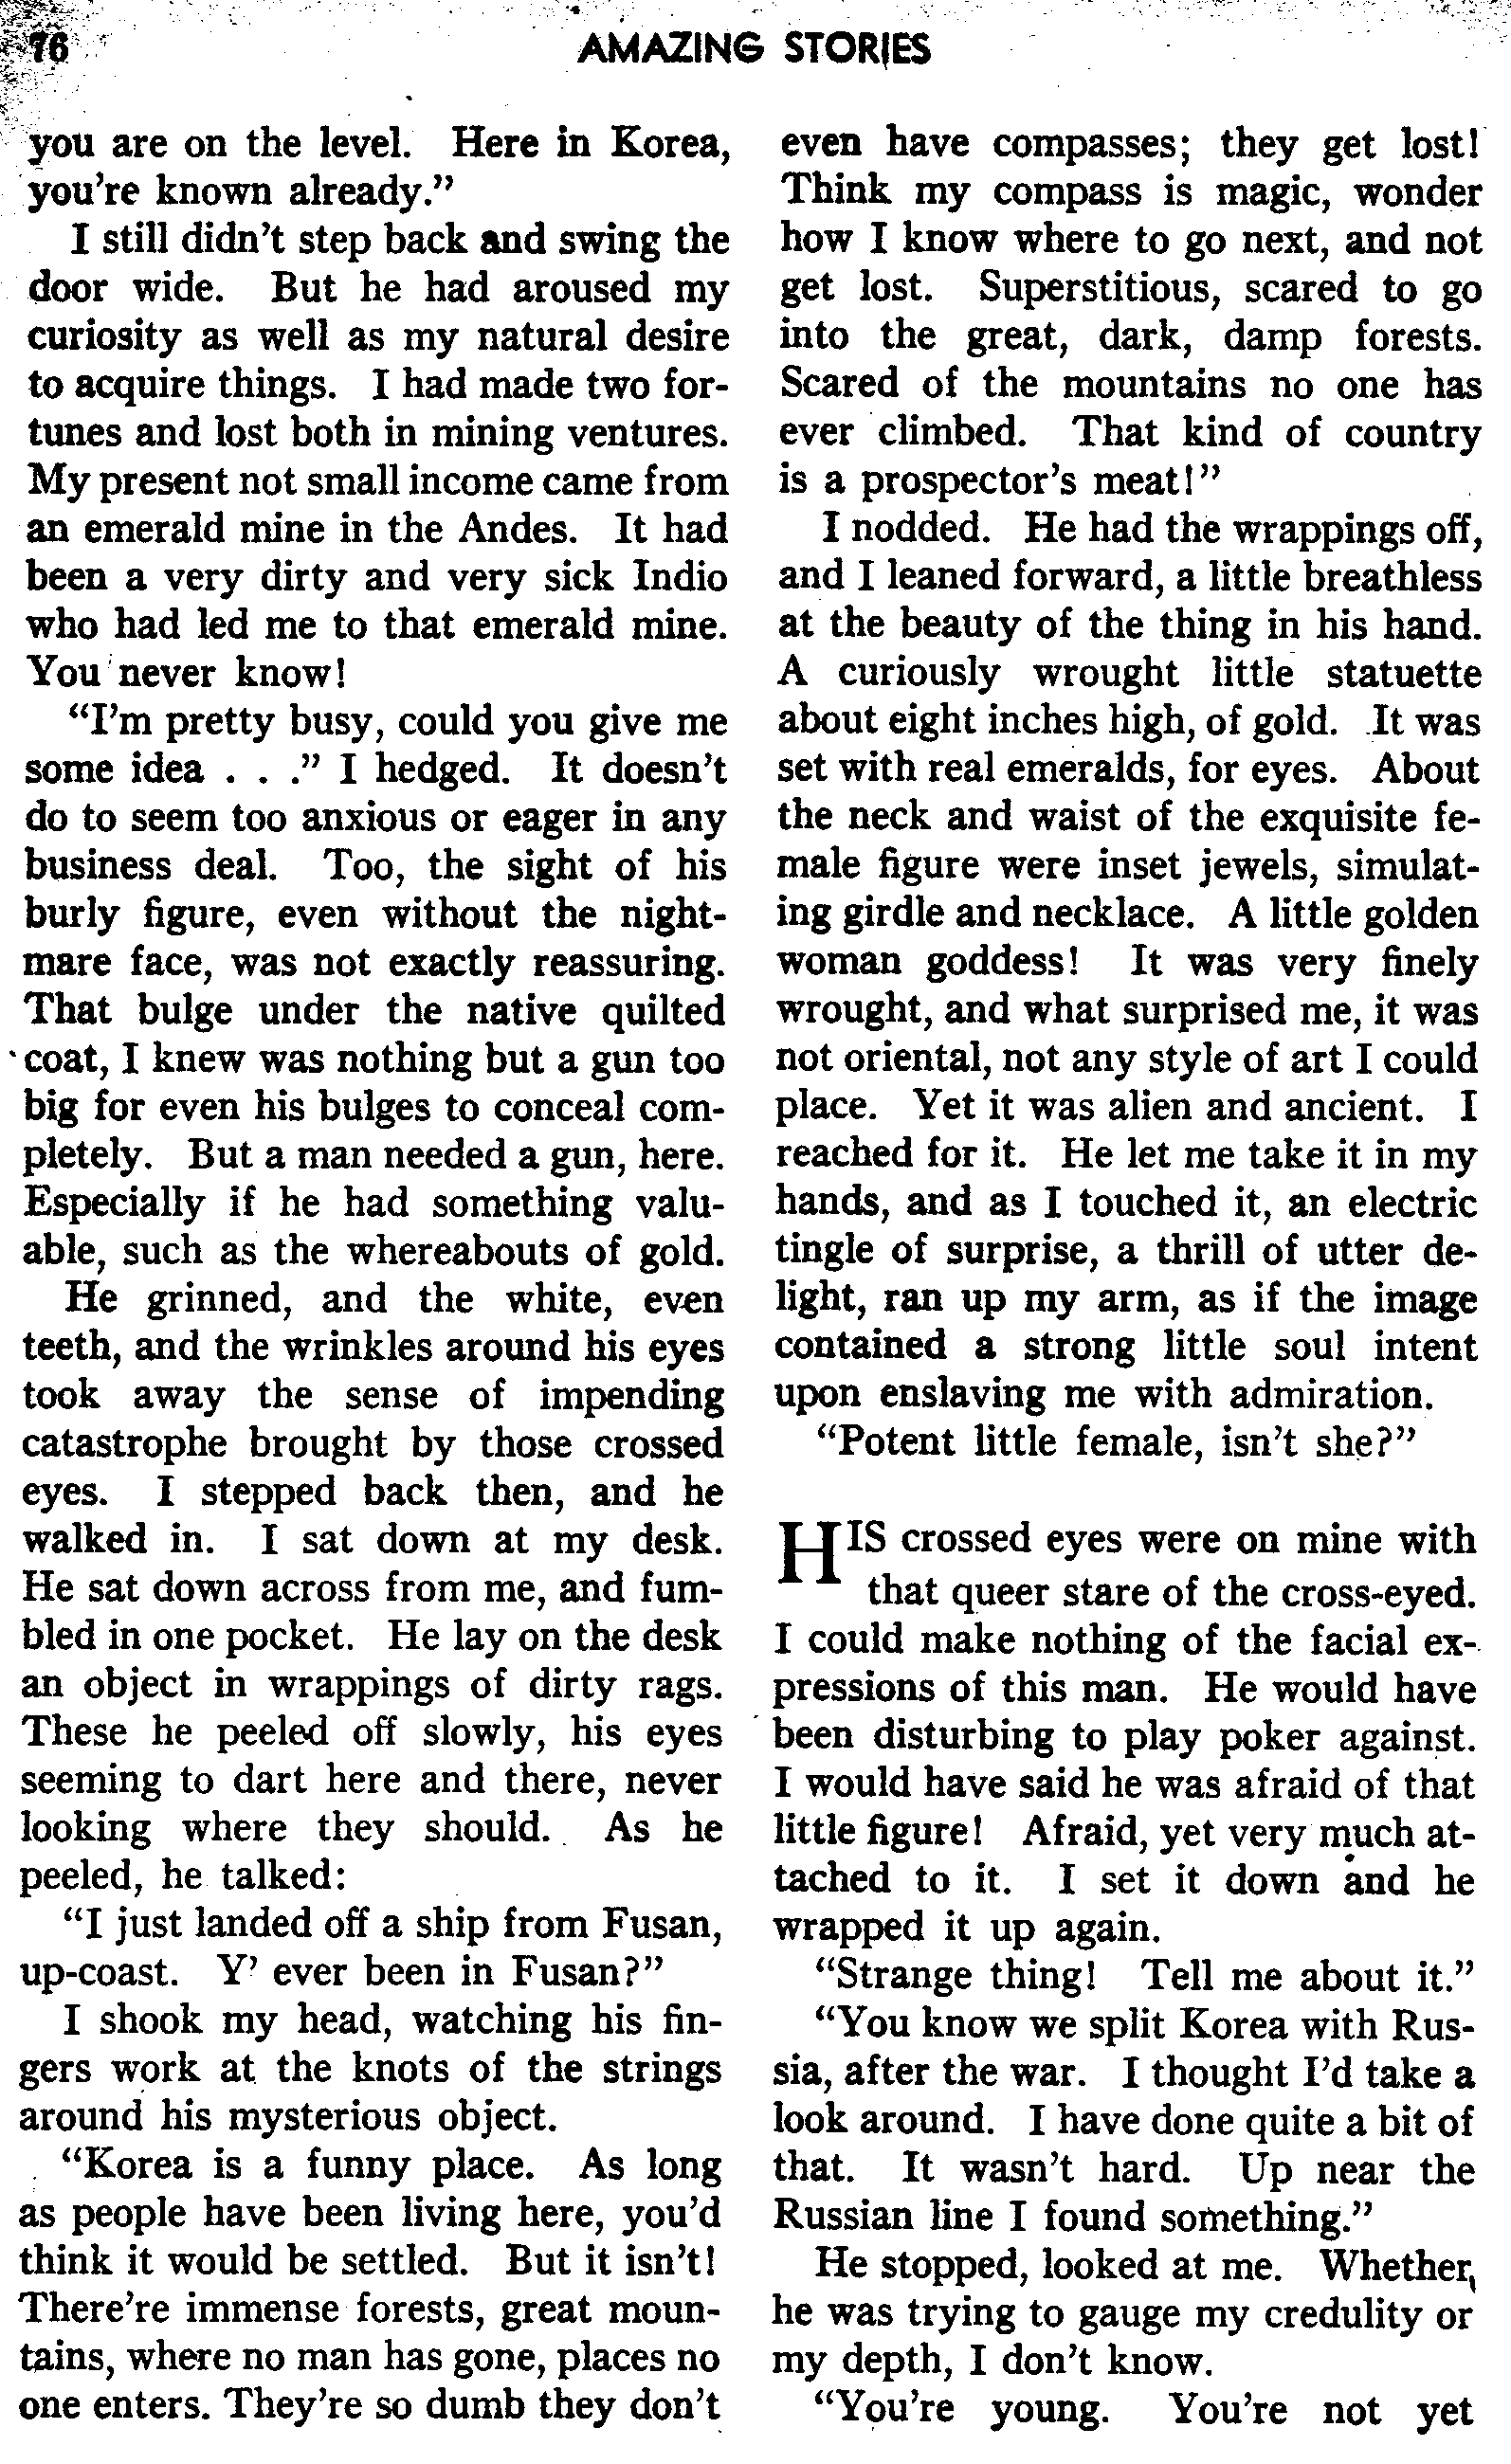 76
AMAZING STORIES
you are on the level. Here in Korea,
you're known already."
I still didn't step back and swing the
door wide. But he had aroused my
curiosity as well as my natural desire
to acquire things. I had made two for-
tunes and lost both in mining ventures.
My present not small income came from
an emerald mine in the Andes. It had
been a very dirty and very sick Indio
who had led me to that emerald mine.
You never know!
"I'm pretty busy, could you give me
some idea . . ." I hedged. It doesn't
do to seem too anxious or eager in any
business deal. Too, the sight of his
burly figure, even without the night-
mare face, was not exactly reassuring.
That bulge under the native quilted
coat, I knew was nothing but a gun too
big for even his bulges to conceal com-
pletely. But a man needed a gun, here.
Especially if he had something valu-
able, such as the whereabouts of gold.
He grinned, and the white, even
teeth, and the wrinkles around his eyes
took away the sense of impending
catastrophe brought by those crossed
eyes. I stepped back then, and he
walked in. I sat down at my desk.
He sat down across from me, and fum-
bled in one pocket. He lay on the desk
an object in wrappings of dirty rags.
These he peeled off slowly, his eyes
seeming to dart here and there, never
looking where they should. As he
peeled, he talked:
"I just landed off a ship from Fusan,
up-coast. Y' ever been in Fusan?"
I shook my head, watching his fin-
gers work at the knots of the strings
around his mysterious object.
"Korea is a funny place. As long
as people have been living here, you'd
think it would be settled. But it isn't!
There're immense forests, great moun-
tains, where no man has gone, places no
one enters. They're so dumb they don't
even have compasses; they get lost!
Think my compass is magic, wonder
how I know where to go next, and not
get lost. Superstitious, scared to go
into the great, dark, damp forests.
Scared of the mountains no one has
ever climbed. That kind of country
is a prospector's meat!"
I nodded. He had the wrappings off,
and I leaned forward, a little breathless
at the beauty of the thing in his hand.
A curiously wrought little statuette
about eight inches high, of gold. It was
set with real emeralds, for eyes. About
the neck and waist of the exquisite fe-
male figure were inset jewels, simulat-
ing girdle and necklace. A little golden
woman goddess! It was very finely
wrought, and what surprised me, it was
not oriental, not any style of art I could
place. Yet it was alien and ancient. I
reached for it. He let me take it in my
hands, and as I touched it, an electric
tingle of surprise, a thrill of utter de-
light, ran up my arm, as if the image
contained a strong little soul intent
upon enslaving me with admiration.
"Potent little female, isn't she?"
HIS crossed eyes were on mine with
that queer stare of the cross-eyed.
I could make nothing of the facial ex-
pressions of this man. He would have
been disturbing to play poker against.
I would have said he was afraid of that
little figure! Afraid, yet very much at-
tached to it. I set it down and he
wrapped it up again.
"Strange thing! Tell me about it."
"You know we split Korea with Rus-
sia, after the war. I thought I'd take a
look around. I have done quite a bit of
that. It wasn't hard. Up near the
Russian line I found something."
He stopped, looked at me. Whether,
he was trying to gauge my credulity or
my depth, I don't know.
"You're young. You're not yet